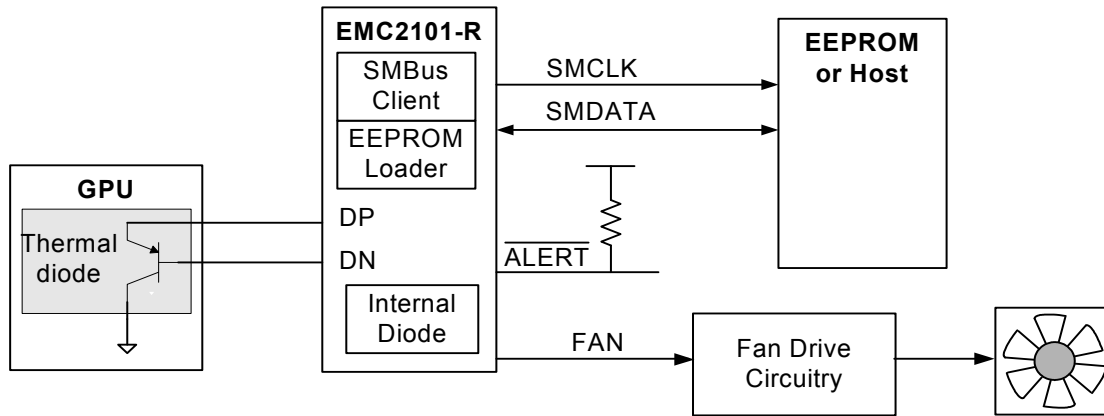 EMC2101-R
SMBus
Client
EEPROM
Loader
DP
DN
Internal
Diode
GPU
Thermal
diode
SMCLK
SMDATA
ALERT
FAN
EEPROM
or Host
Fan Drive
Circuitry